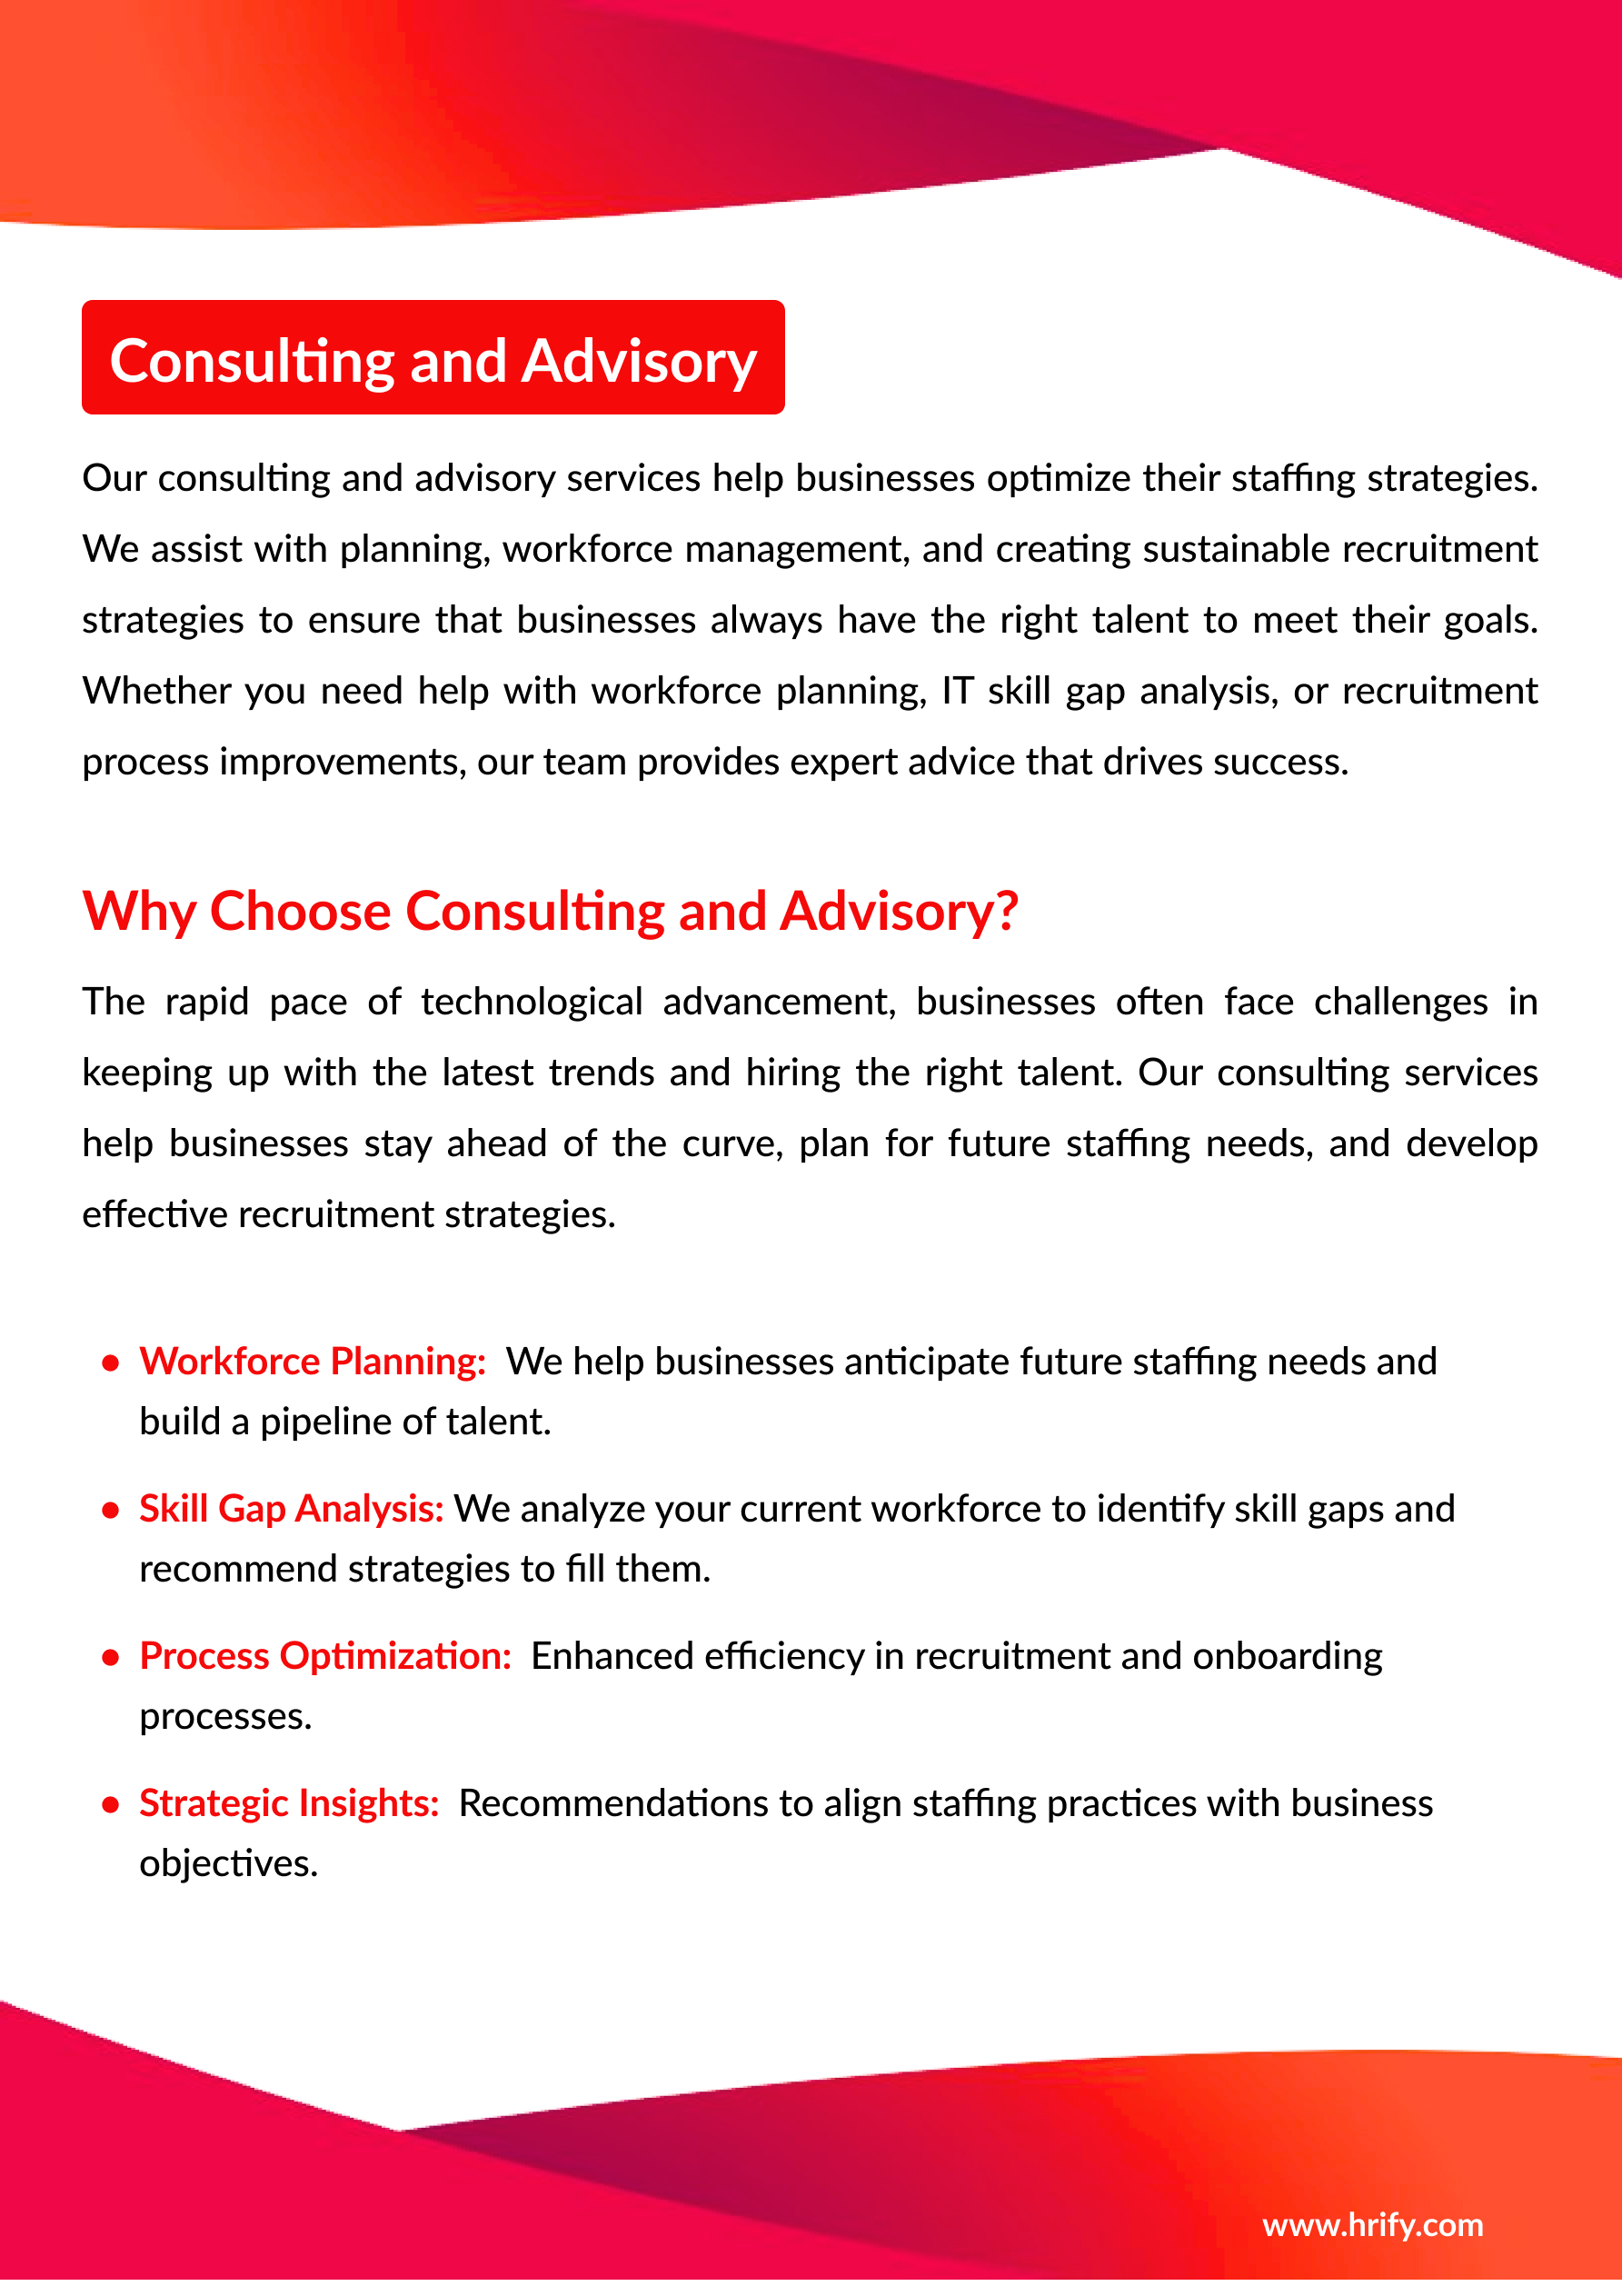 Consulting and Advisory
Our consulting and advisory services help businesses optimize their staffing strategies.
We assist with planning, workforce management, and creating sustainable recruitment
strategies to ensure that businesses always have the right talent to meet their goals.
Whether you need help with workforce planning, IT skill gap analysis, or recruitment
process improvements, our team provides expert advice that drives success.
Why Choose Consulting and Advisory?
The rapid pace of technological advancement, businesses often face challenges in
keeping up with the latest trends and hiring the right talent. Our consulting services
help businesses stay ahead of the curve, plan for future staffing needs, and develop
effective recruitment strategies.
• Workforce Planning: We help businesses anticipate future staffing needs and
build a pipeline of talent.
• Skill Gap Analysis: We analyze your current workforce to identify skill gaps and
recommend strategies to fill them.
• Process Optimization: Enhanced efficiency in recruitment and onboarding
processes.
• Strategic Insights: Recommendations to align staffing practices with business
objectives.
www.hrify.com